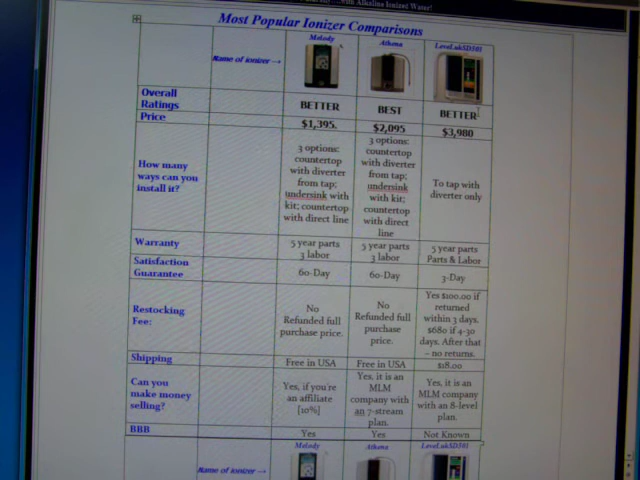 with Alkaline Ionized Water!
Most Popular Ionizer Comparisons
Melody Athena LeveLukSD501
Name of ionizer →
Overall
Ratings
BETTER BEST BETTER
Price $1,395. $2,095 $3,980
How many
ways can you
install it?
3 options:
countertop
with diverter
from tap;
undersink with
kit; countertop
with direct line
3 options:
countertop
with diverter
from tap;
undersink
with kit;
countertop
with direct
line
To tap with
diverter only
Warranty
5 year parts
3 labor
5 year parts
3 labor
5 year parts
Parts & Labor
Satisfaction
Guarantee
60-Day 60-Day 3-Day
Restocking
Fee:
No
Refunded full
purchase price.
No
Refunded full
purchase
price.
Yes $100.00 if
returned
within 3 days,
$680 if 4-30
days. After that
– no returns.
Shipping Free in USA Free in USA $18.00
Can you
make money
selling?
Yes, if you're
an affiliate
[10%]
Yes, it is an
MLM
company with
an 7-stream
plan.
Yes, it is an
MLM company
with an 8-level
plan.
BBB Yes Yes Not Known
Melody Athena LeveLukSD501
Name of ionizer →